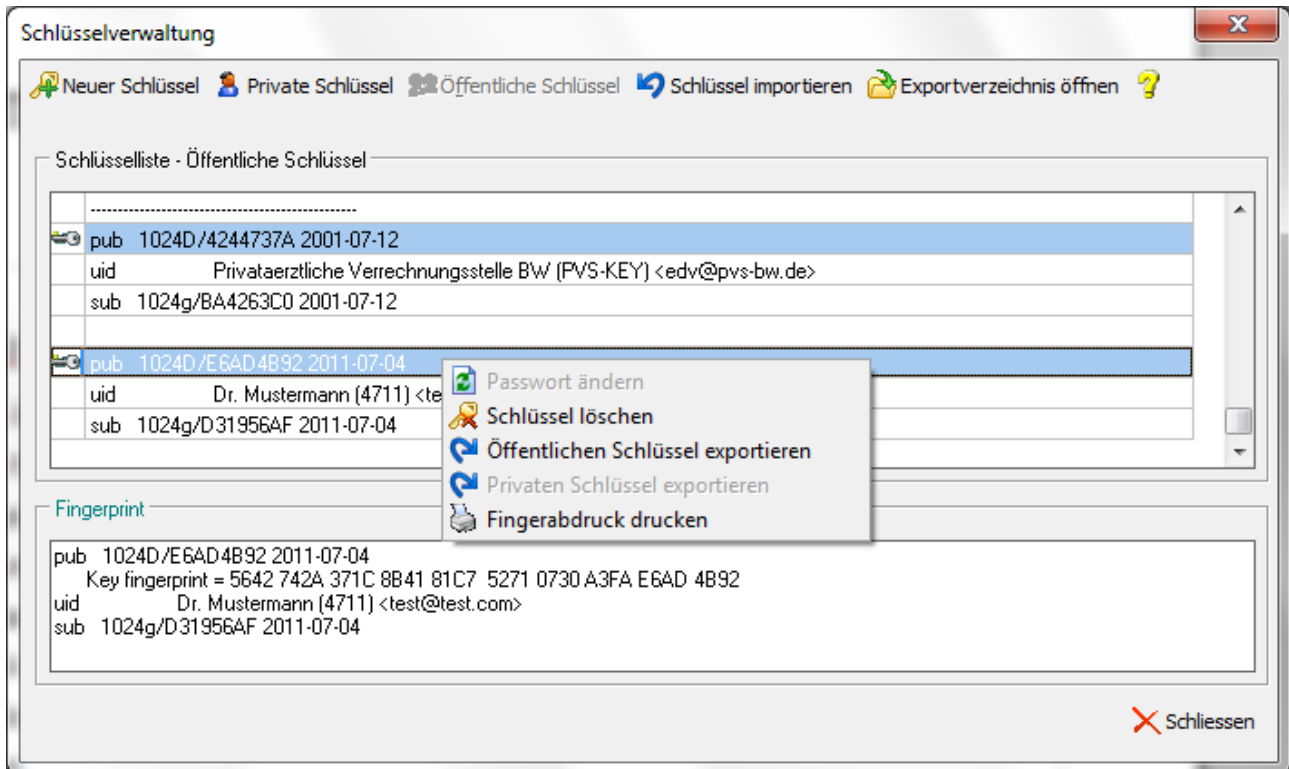 Schlüsselverwaltung
Neuer Schlüssel Private Schlüssel Öffentliche Schlüssel Schlüssel importieren Exportverzeichnis öffnen
Schlüsselliste - Öffentliche Schlüssel
-------------------------------------------------
pub 1024D/4244737A 2001-07-12
uid Privataerztliche Verrechnungsstelle BW (PVS-KEY) <edv@pvs-bw.de>
sub 1024g/BA4263C0 2001-07-12
pub 1024D/E6AD4B92 2011-07-04
uid Dr. Mustermann (4711) <te
sub 1024g/D31956AF 2011-07-04
Passwort ändern
Schlüssel löschen
Öffentlichen Schlüssel exportieren
Privaten Schlüssel exportieren
Fingerabdruck drucken
Fingerprint
pub 1024D/E6AD4B92 2011-07-04
Key fingerprint = 5642 742A 371C 8B41 81C7 5271 0730 A3FA E6AD 4B92
uid Dr. Mustermann (4711) <test@test.com>
sub 1024g/D31956AF 2011-07-04
Schliessen